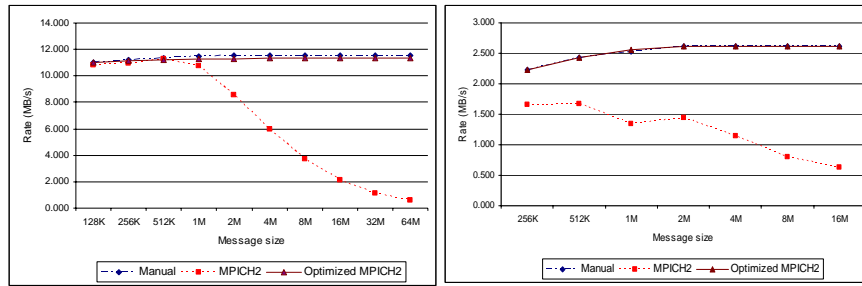 14.000
12.000
10.000
8.000
6.000
4.000
2.000
0.000
Rate (MB/s)
128K 256K 512K 1M 2M 4M 8M 16M 32M 64M
Message size
Manual MPICH2 Optimized MPICH2
3.000
2.500
2.000
1.500
1.000
0.500
0.000
Rate (MB/s)
256K 512K 1M 2M 4M 8M 16M
Message size
Manual MPICH2 Optimized MPICH2